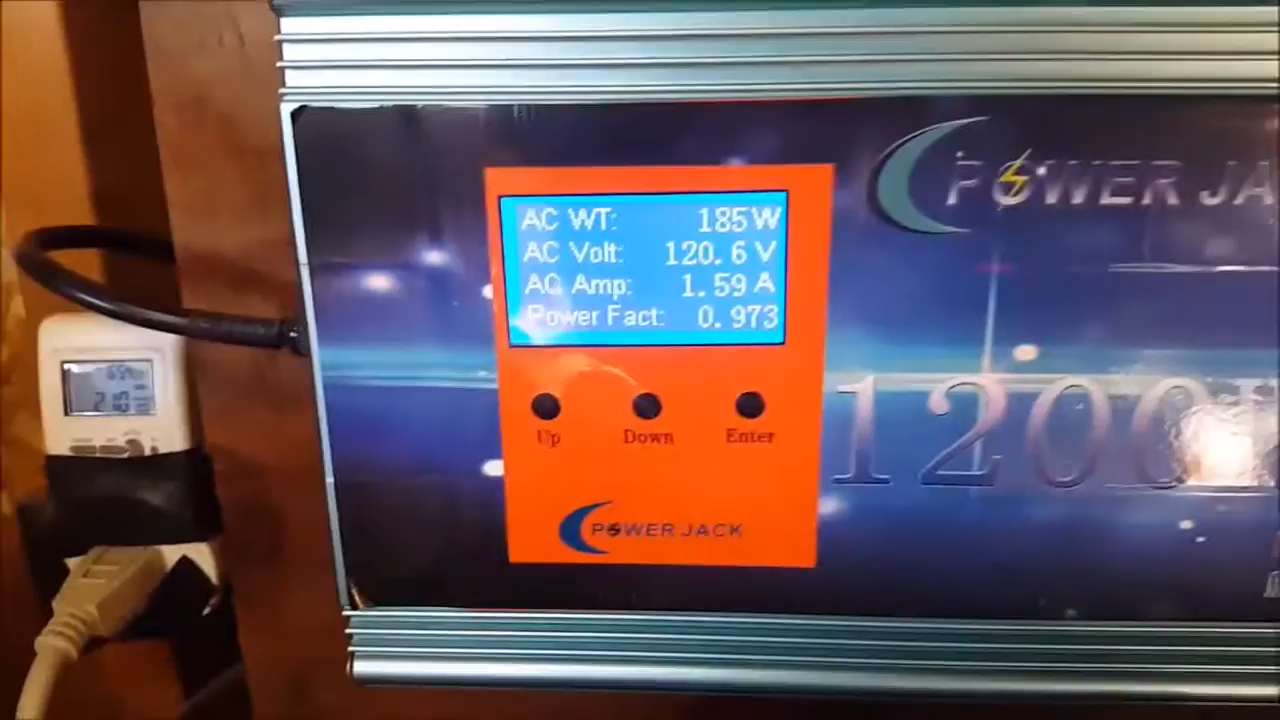 POWER JA
AC WT: 185W
AC Volt: 120.6 V
AC Amp: 1.59 A
Power Fact: 0.973
Up Down Enter
1200
POWER JACK